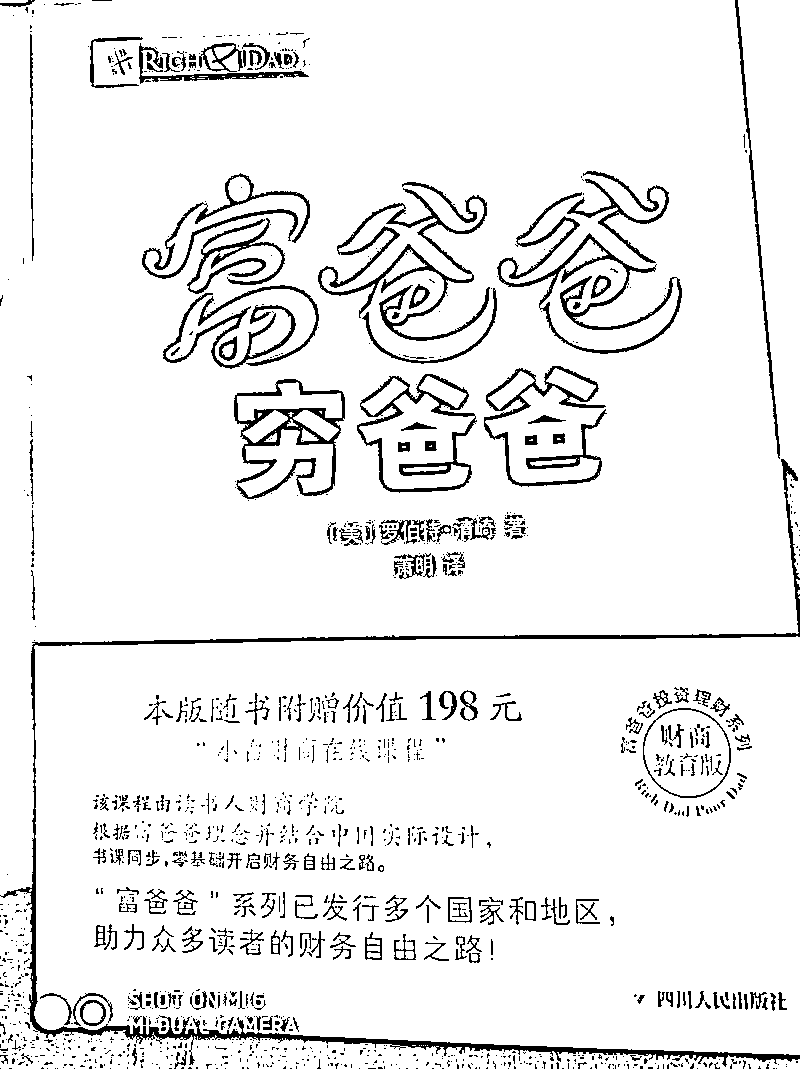 RICH DAD
富爸爸
穷爸爸
[美]罗伯特·清崎 著
萧明 译
本版随书附赠价值 198 元
“小白财商在线课程”
该课程由读书人财商学院
根据富爸爸理念并结合中国实际设计,
书课同步,零基础开启财务自由之路。
“富爸爸”系列已发行多个国家和地区,
助力众多读者的财务自由之路!
富爸爸投资理财系列
财商
教育版
Rich Dad Poor Dad
四川人民出版社
SHOT ON MI 6
MI DUAL CAMERA